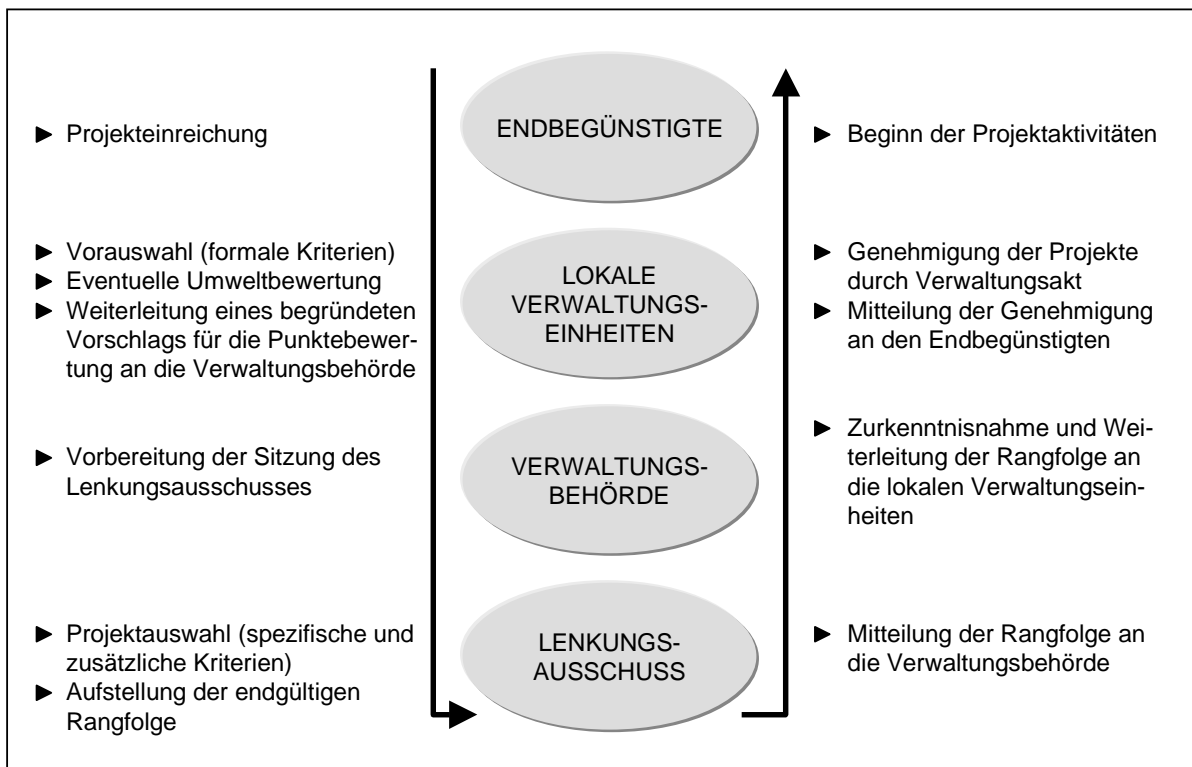 ► Projekteinreichung
ENDBEGÜNSTIGTE
► Beginn der Projektaktivitäten
► Vorauswahl (formale Kriterien)
► Eventuelle Umweltbewertung
► Weiterleitung eines begründeten
Vorschlags für die Punktebewer-
tung an die Verwaltungsbehörde
LOKALE
VERWALTUNGS-
EINHEITEN
► Genehmigung der Projekte
durch Verwaltungsakt
► Mitteilung der Genehmigung
an den Endbegünstigten
► Vorbereitung der Sitzung des
Lenkungsausschusses
VERWALTUNGS-
BEHÖRDE
► Zurkenntnisnahme und Wei-
terleitung der Rangfolge an
die lokalen Verwaltungsein-
heiten
► Projektauswahl (spezifische und
zusätzliche Kriterien)
► Aufstellung der endgültigen
Rangfolge
LENKUNGS-
AUSSCHUSS
► Mitteilung der Rangfolge an
die Verwaltungsbehörde